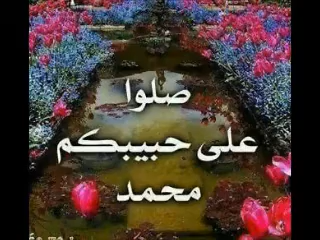 صلوا
على حبيبكم
محمد